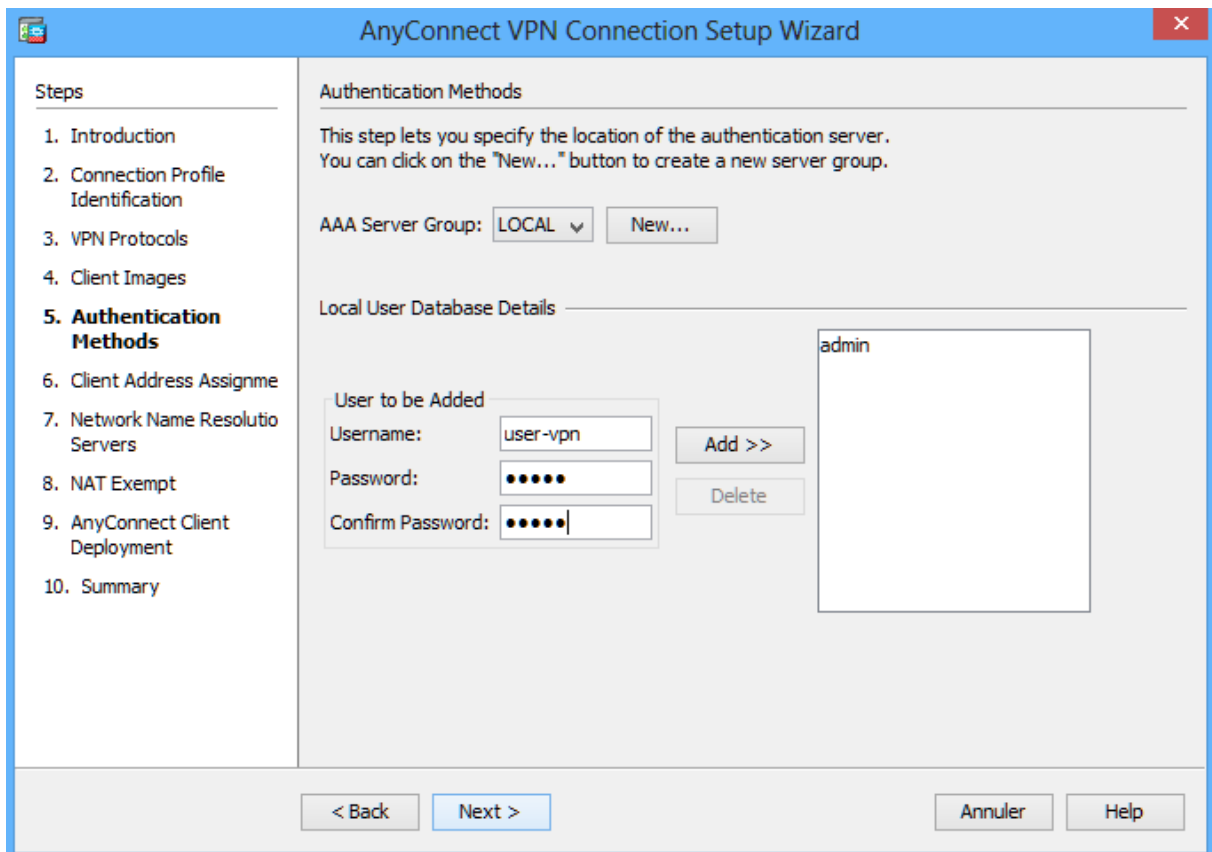 AnyConnect VPN Connection Setup Wizard
Steps
1. Introduction
2. Connection Profile
Identification
3. VPN Protocols
4. Client Images
5. Authentication
Methods
6. Client Address Assignme
7. Network Name Resolutio
Servers
8. NAT Exempt
9. AnyConnect Client
Deployment
10. Summary
Authentication Methods
This step lets you specify the location of the authentication server.
You can click on the "New..." button to create a new server group.
AAA Server Group: LOCAL New...
Local User Database Details
User to be Added
Username: user-vpn
Password: •••••
Confirm Password: •••••
Add >>
Delete
admin
< Back Next > Annuler Help